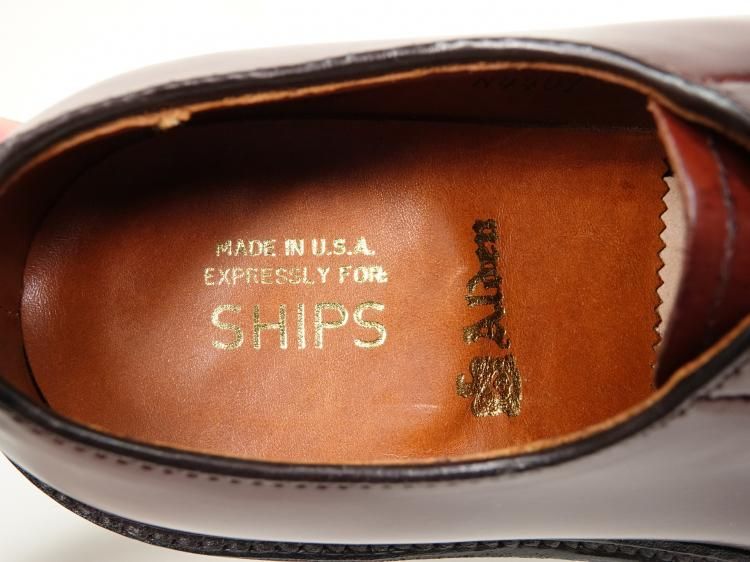 MADE IN U.S.A.
EXPRESSLY FOR:
SHIPS
Alden